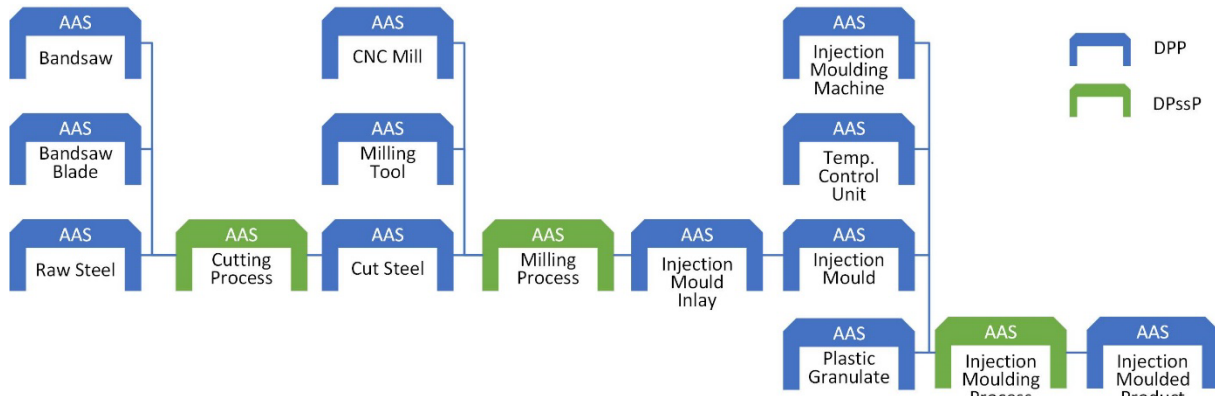 AAS
Bandsaw
AAS
CNC Mill
AAS
Injection
Moulding
Machine
DPP
DPssP
AAS
Bandsaw
Blade
AAS
Milling
Tool
AAS
Temp.
Control
Unit
AAS
Raw Steel
AAS
Cutting
Process
AAS
Cut Steel
AAS
Milling
Process
AAS
Injection
Mould
Inlay
AAS
Injection
Mould
AAS
Plastic
Granulate
AAS
Injection
Moulding
Process
AAS
Injection
Moulded
Product